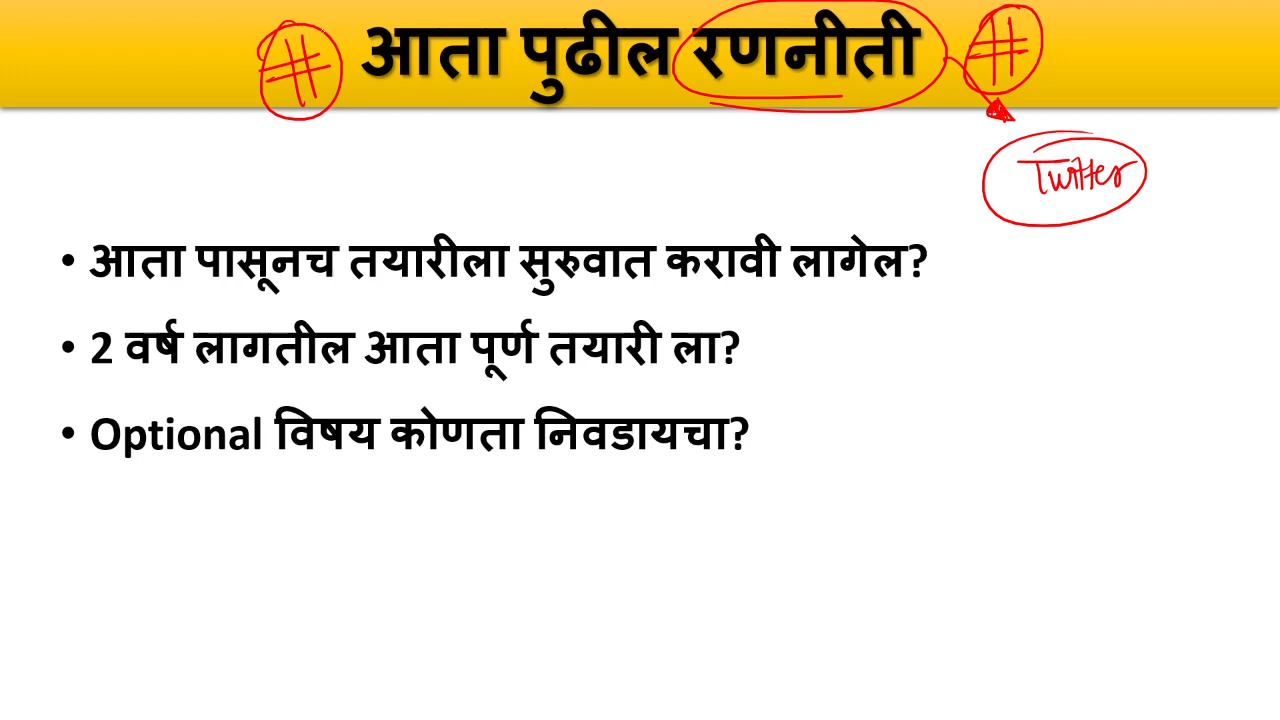 # आता पुढील रणनीती #
Twitter
• आता पासूनच तयारीला सुरुवात करावी लागेल?
• 2 वर्ष लागतील आता पूर्ण तयारी ला?
• Optional विषय कोणता निवडायचा?